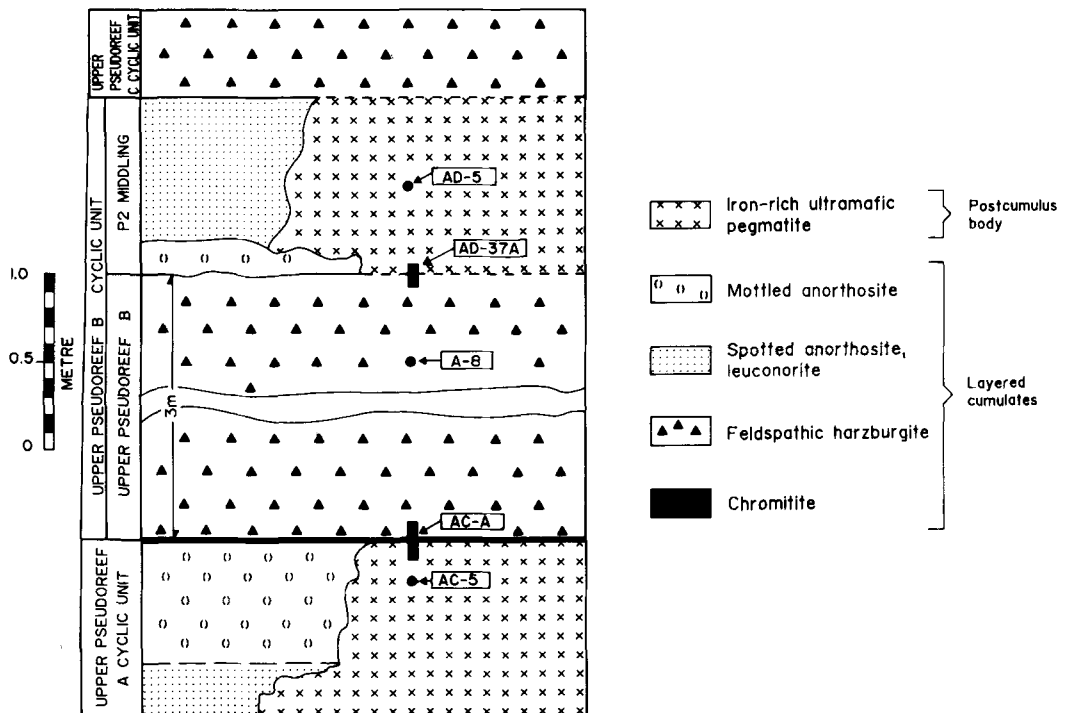 UPPER
PSEUDOREEF
C CYCLIC UNIT
UPPER PSEUDOREEF B CYCLIC UNIT
P2 MIDDLING
UPPER PSEUDOREEF B
UPPER PSEUDOREEF
A CYCLIC UNIT
1.0
0.5
0
METRE
3m
AD-5
AD-37A
A-8
AC-A
AC-5
Iron-rich ultramafic
pegmatite
Postcumulus
body
Mottled anorthosite
Spotted anorthosite,
leuconorite
Layered
cumulates
Feldspathic harzburgite
Chromitite